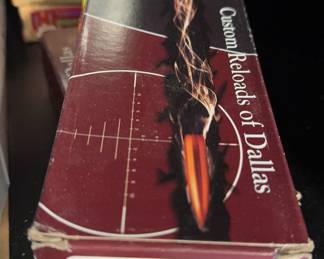 Custom Reloads of Dallas